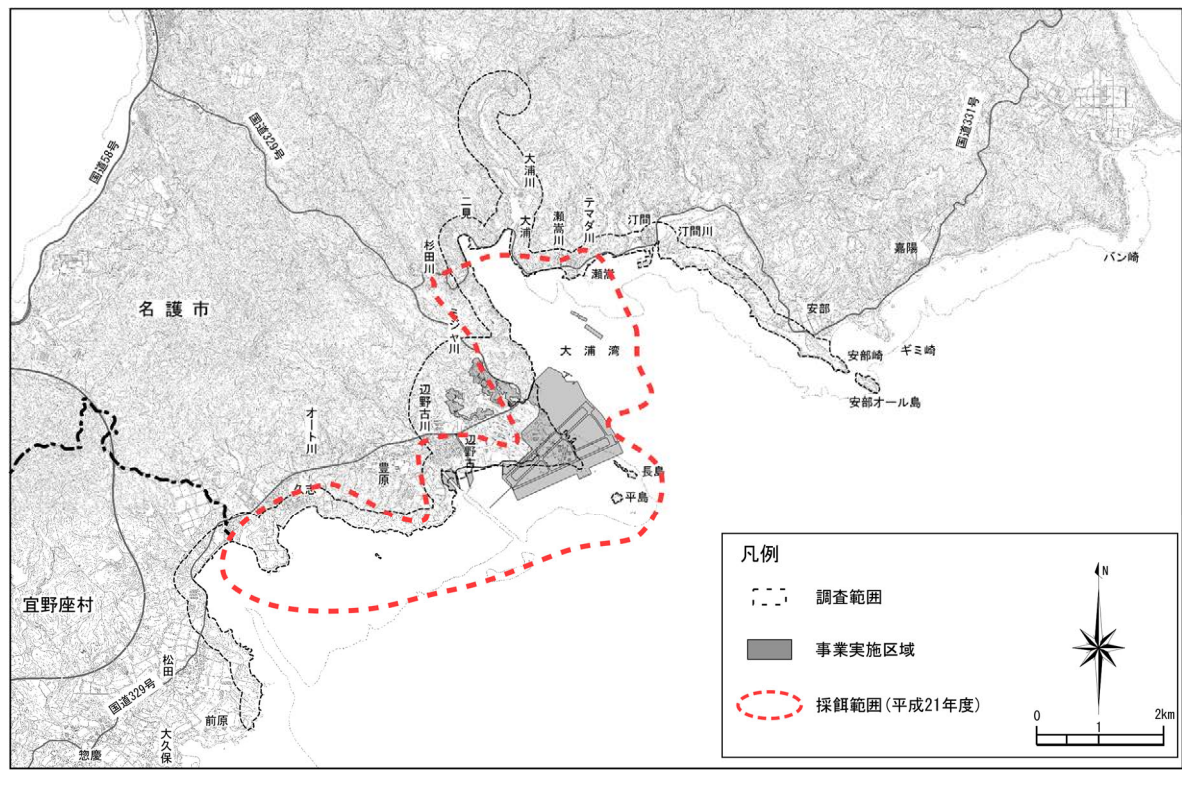 国道58号
国道329号
国道331号
大浦川
二見
大浦
瀬嵩川
テマダ川
汀間
汀間川
杉田川
瀬嵩
嘉陽
バン崎
名護市
ミジャ川
大浦湾
安部
安部崎
ギミ崎
安部オール島
辺野古川
オート川
辺野古
豊原
久志
長島
平島
宜野座村
松田
国道329号
前原
大久保
惣慶
凡例
調査範囲
事業実施区域
採餌範囲(平成21年度)
N
0
1
2km